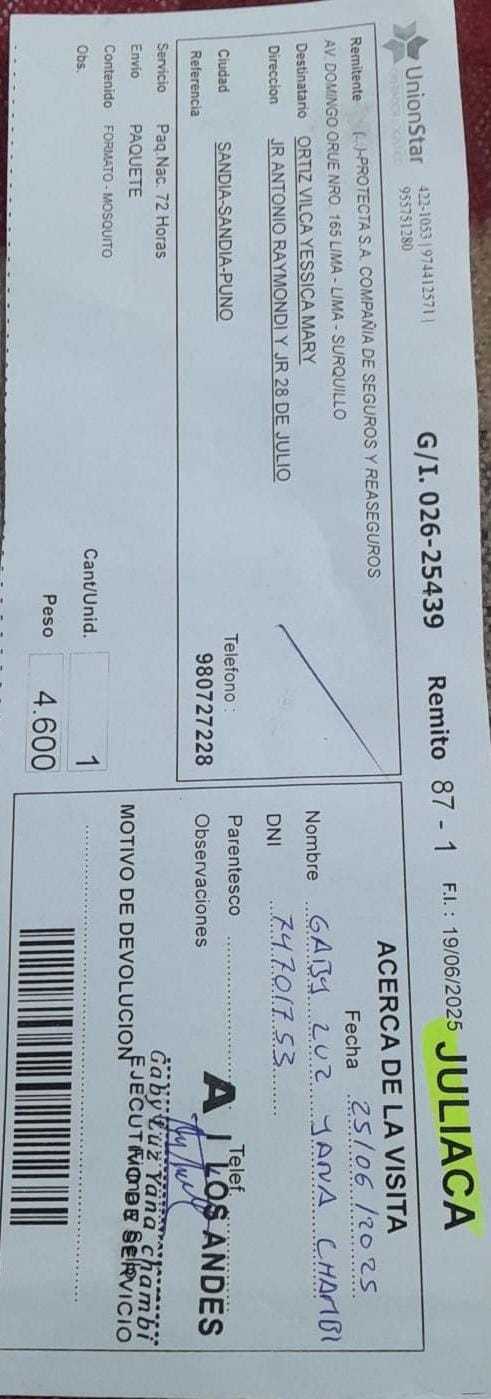 UnionStar
422-1053 | 974412571 |
955731280
G/I. 026-25439 Remito 87 - 1 F.I.: 19/06/2025 JULIACA
Remitente (...)-PROTECTA S.A. COMPAÑIA DE SEGUROS Y REASEGUROS
AV. DOMINGO ORUE NRO. 165 LIMA - LIMA - SURQUILLO
Destinatario ORTIZ VILCA YESSICA MARY
Direccion JR ANTONIO RAYMONDI Y JR 28 DE JULIO
Ciudad SANDIA-SANDIA-PUNO
Telefono :
980727228
Referencia
Servicio Paq.Nac. 72 Horas
Envio PAQUETE
Contenido FORMATO - MOSQUITO
Obs.
Cant/Unid. 1
Peso 4.600
ACERCA DE LA VISITA
Fecha 25/06/2025
Nombre GABY LUZ YANA CHAMBI
DNI 74701753
Parentesco
Telef.
Observaciones
LOS ANDES
Gaby Luz Yana Chambi
EJECUTIVO DE SERVICIO
MOTIVO DE DEVOLUCION